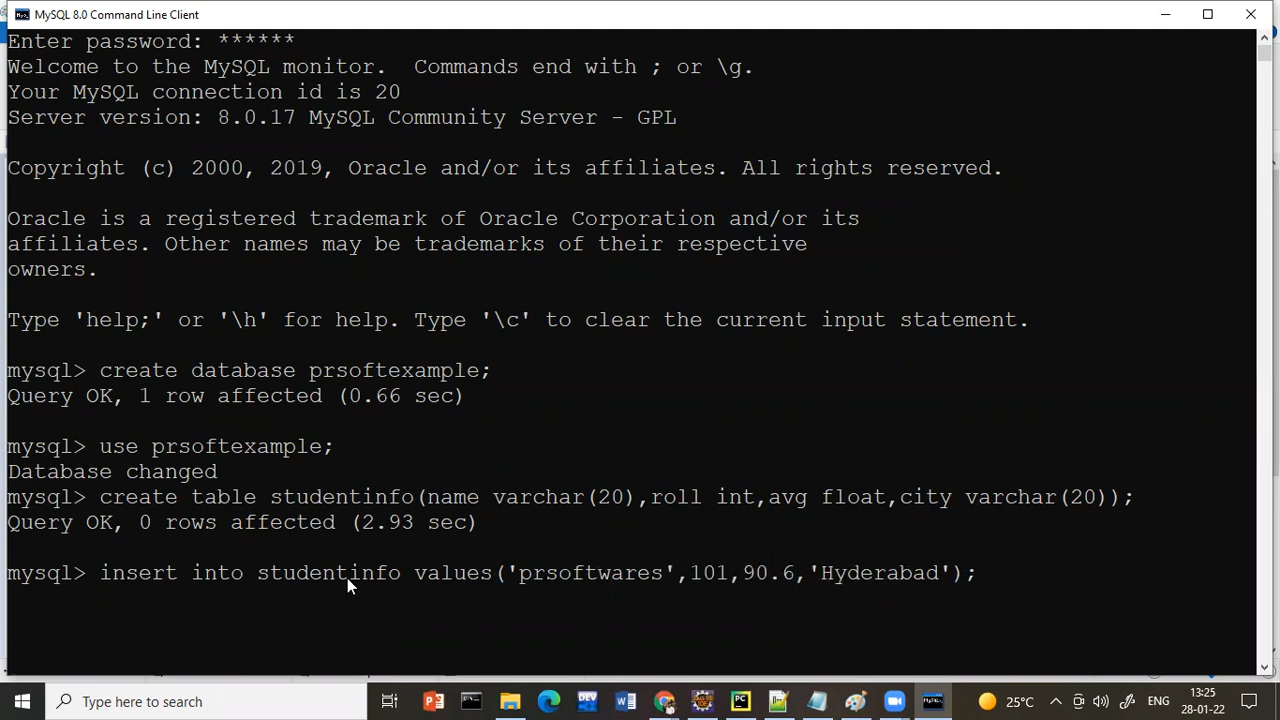 MySQL 8.0 Command Line Client
Enter password: ******
Welcome to the MySQL monitor.  Commands end with ; or \g.
Your MySQL connection id is 20
Server version: 8.0.17 MySQL Community Server - GPL
Copyright (c) 2000, 2019, Oracle and/or its affiliates. All rights reserved.
Oracle is a registered trademark of Oracle Corporation and/or its
affiliates. Other names may be trademarks of their respective
owners.
Type 'help;' or '\h' for help. Type '\c' to clear the current input statement.
mysql> create database prsoftexample;
Query OK, 1 row affected (0.66 sec)
mysql> use prsoftexample;
Database changed
mysql> create table studentinfo(name varchar(20),roll int,avg float,city varchar(20));
Query OK, 0 rows affected (2.93 sec)
mysql> insert into studentinfo values('prsoftwares',101,90.6,'Hyderabad');
Type here to search
25°C
ENG
13:25
28-01-22